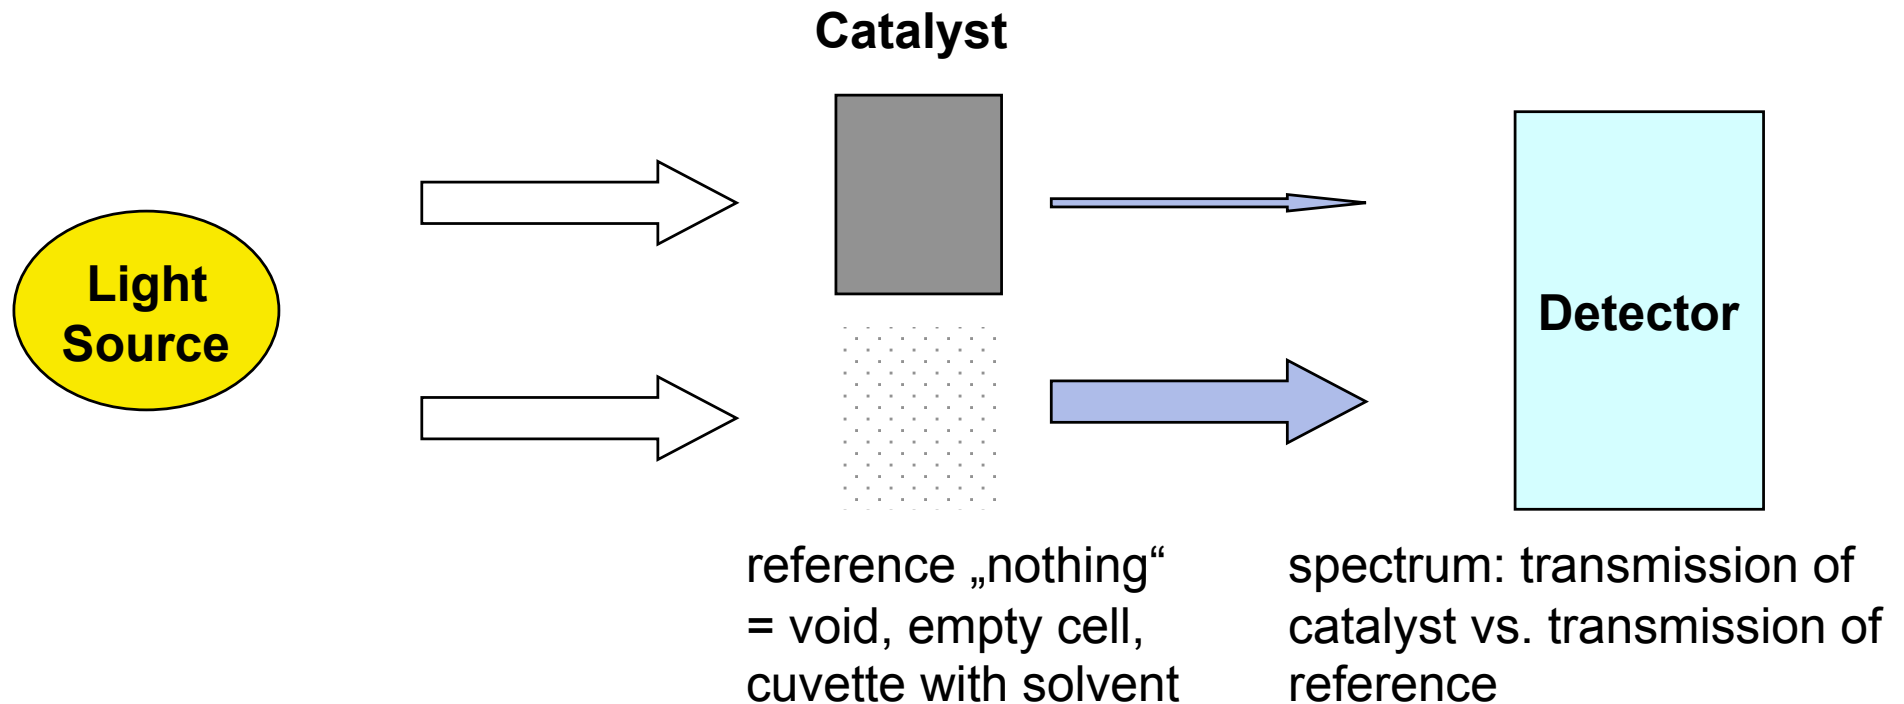 Catalyst
Light
Source
Detector
reference „nothing“
= void, empty cell,
cuvette with solvent
spectrum: transmission of
catalyst vs. transmission of
reference